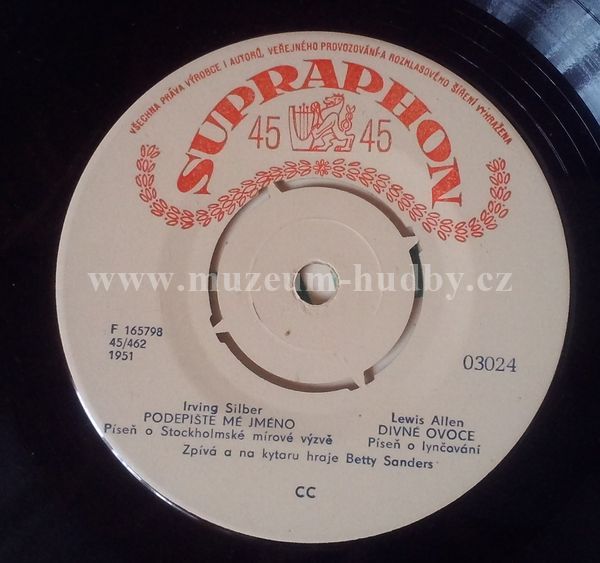 VŠECHNA PRÁVA VÝROBCE I AUTORŮ, VEŘEJNÉHO PROVOZOVÁNÍ A ROZHLASOVÉHO ŠÍŘENÍ VYHRAŽENA
SUPRAPHON
45 45
www.muzeum-hudby.cz
F 165798
45/462
1951
03024
Irving Silber
PODEPIŠTE MÉ JMÉNO
Píseň o Stockholmské mírové výzvě
Lewis Allen
DIVNÉ OVOCE
Píseň o lynčování
Zpívá a na kytaru hraje Betty Sanders
CC